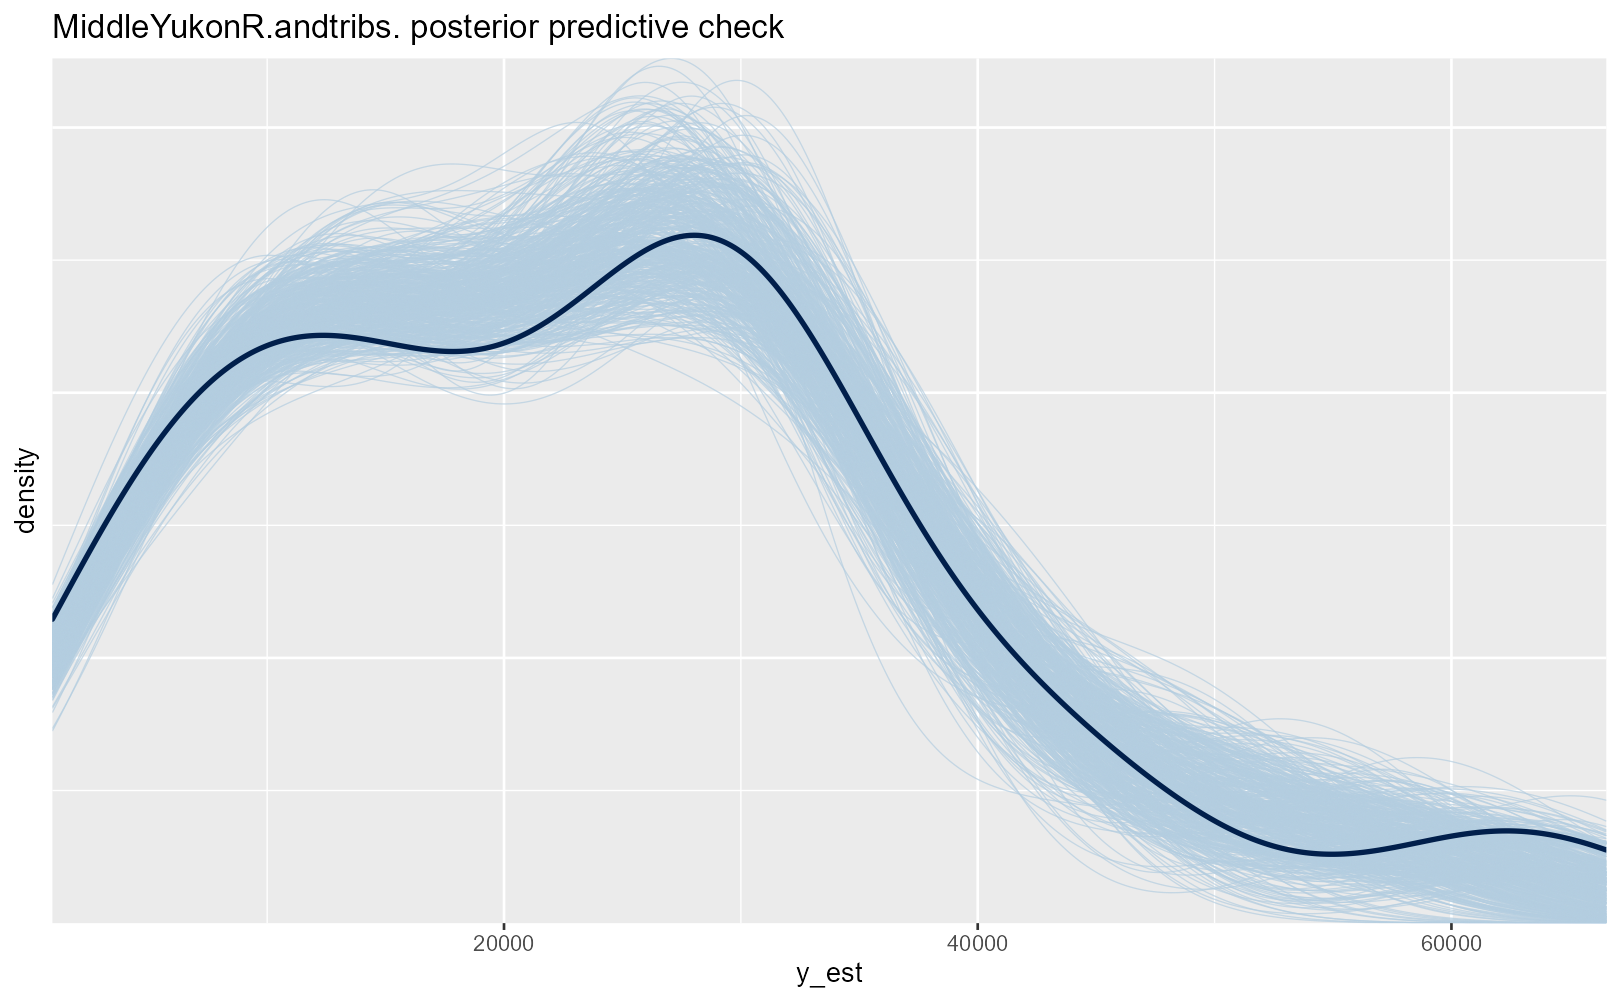 MiddleYukonR.andtribs. posterior predictive check
density
20000
40000
60000
y_est